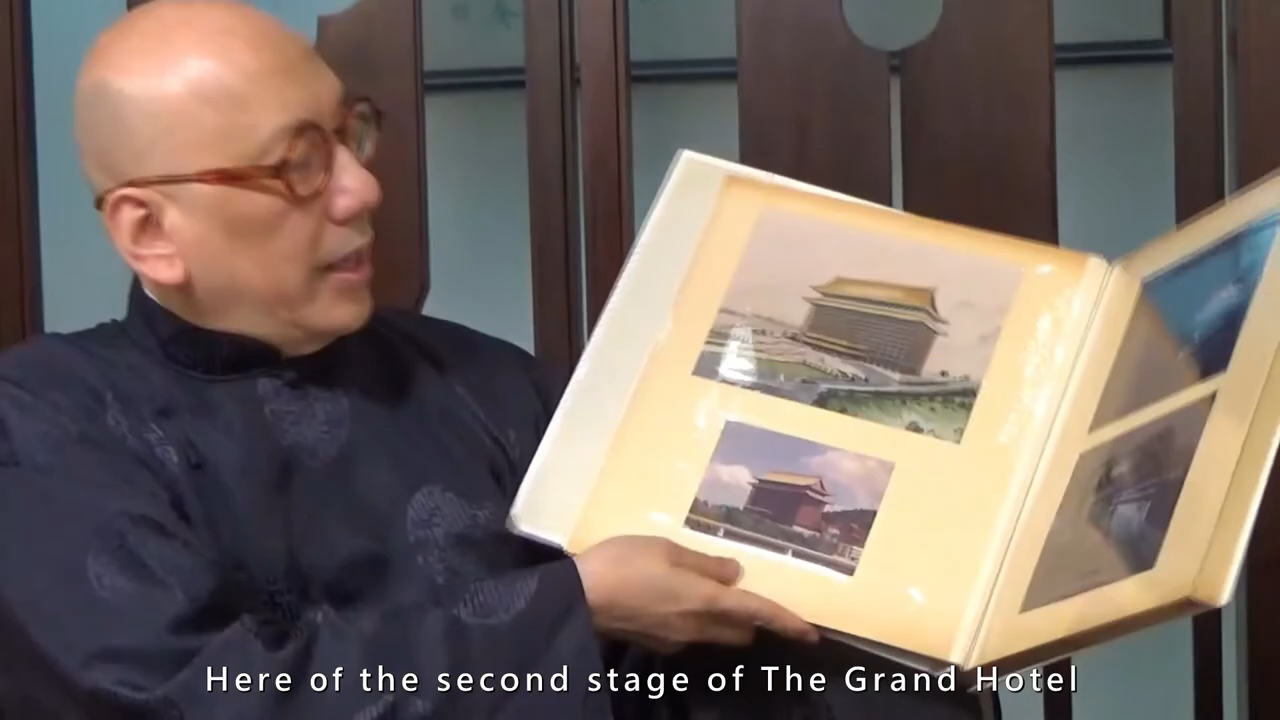 Here of the second stage of The Grand Hotel